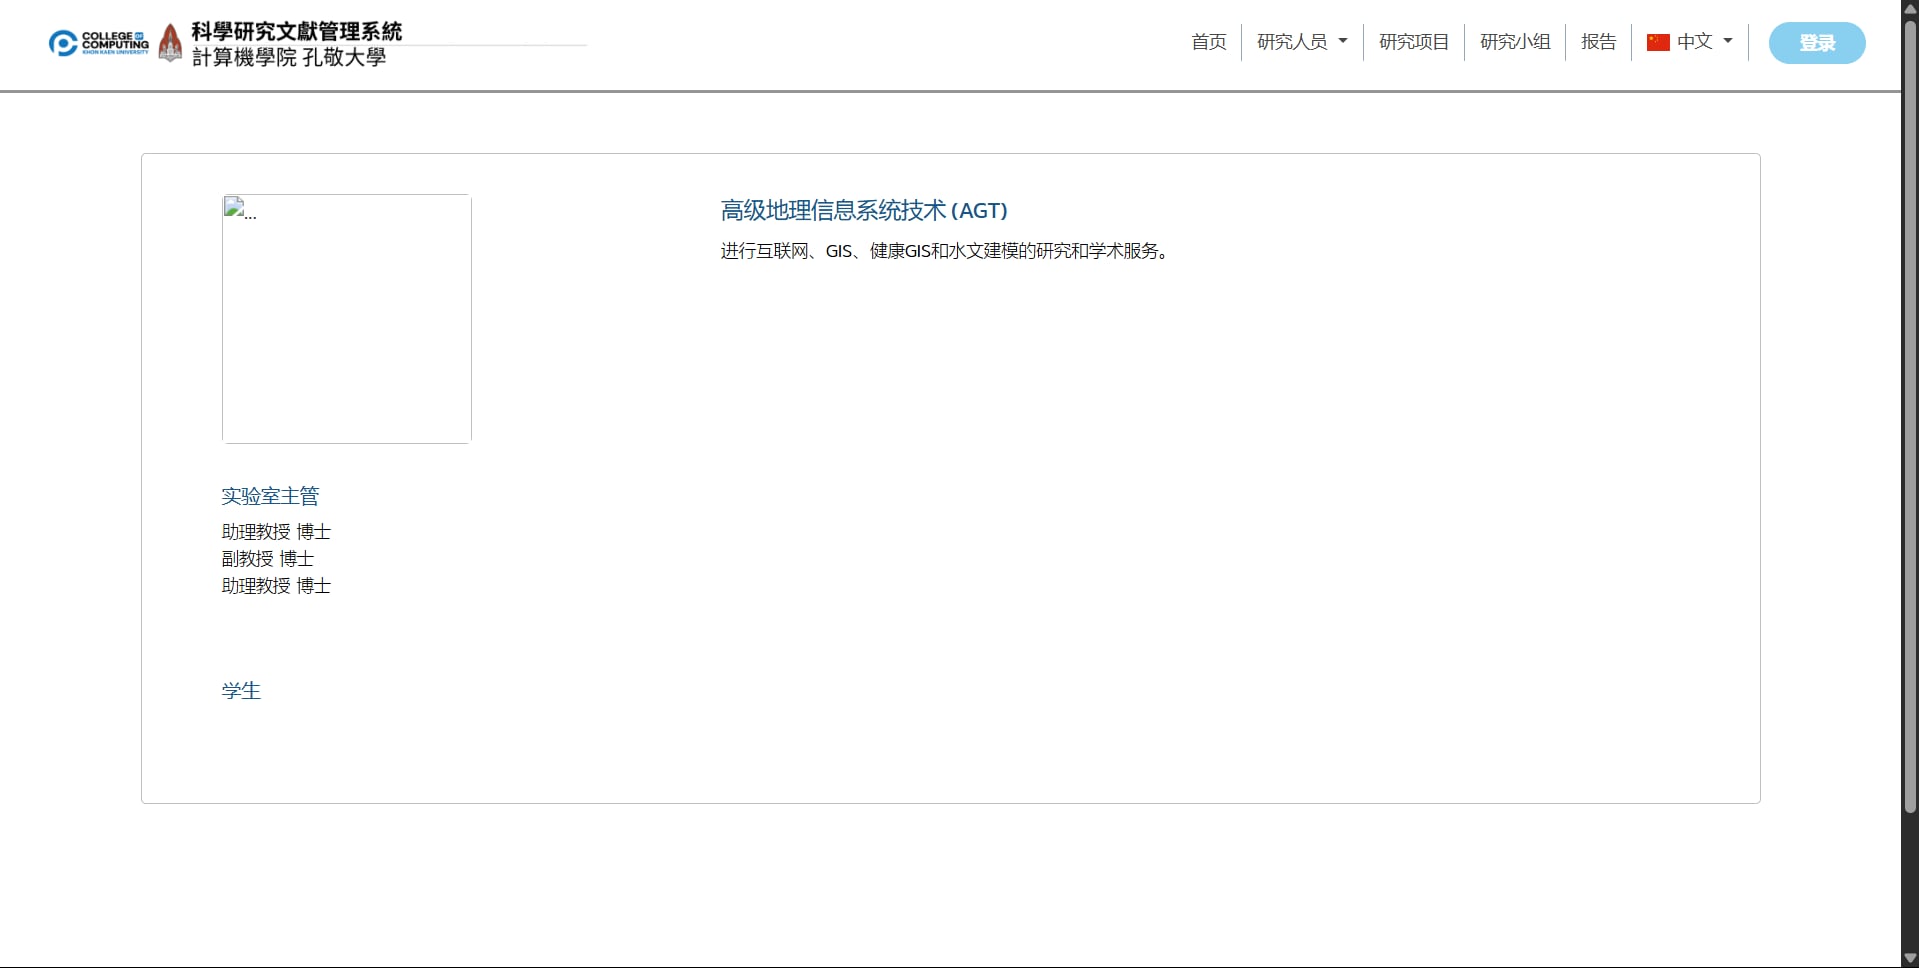 COLLEGE OF
COMPUTING
KHON KAEN UNIVERSITY
科學研究文獻管理系統
計算機學院 孔敬大學
首页
研究人员
研究项目
研究小组
报告
中文
登录
...
高级地理信息系统技术 (AGT)
进行互联网、GIS、健康GIS和水文建模的研究和学术服务。
实验室主管
助理教授 博士
副教授 博士
助理教授 博士
学生